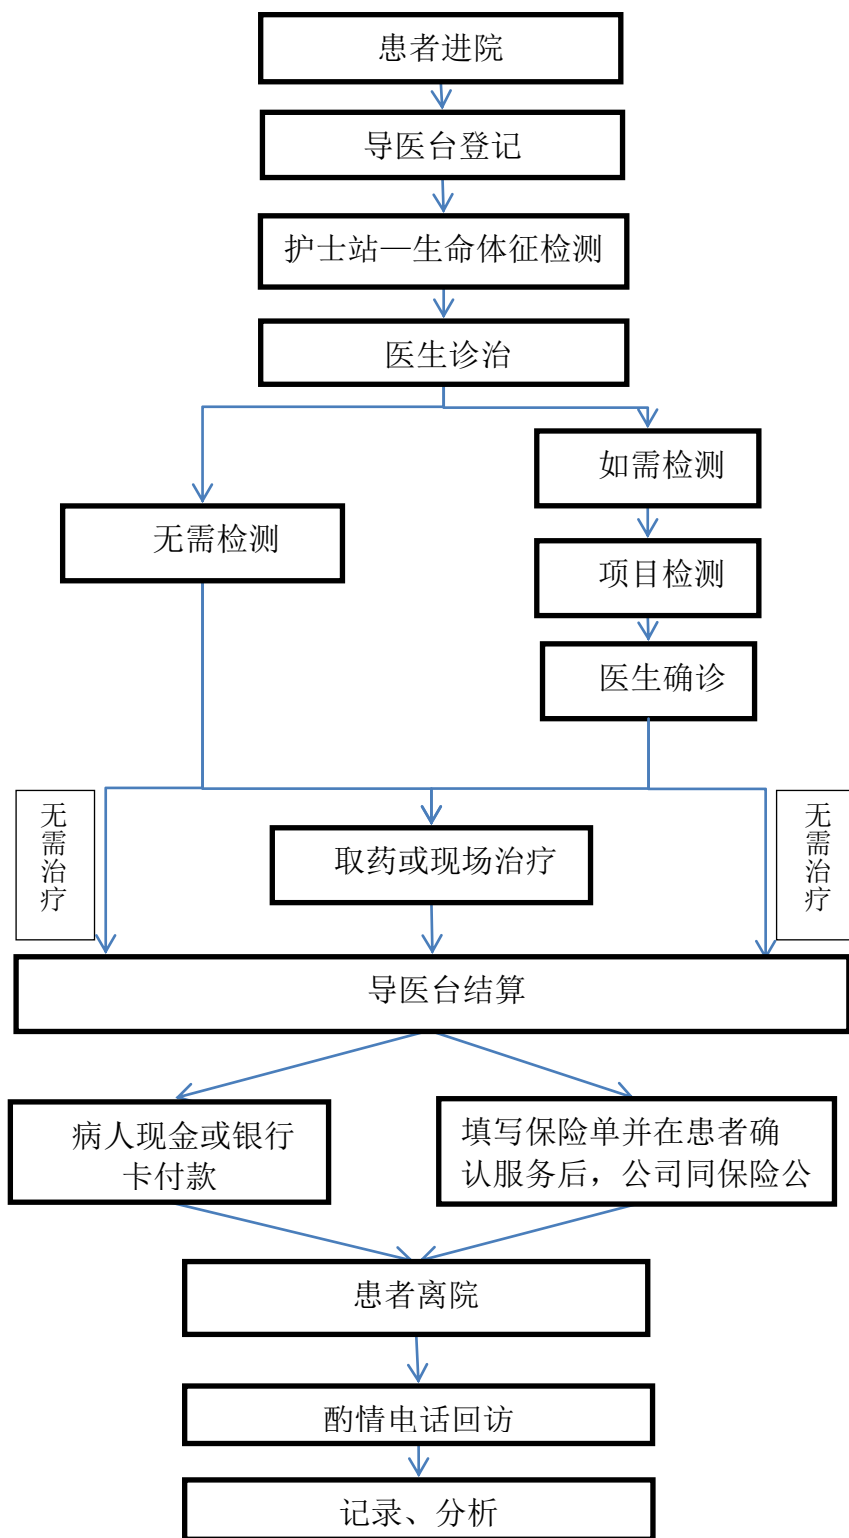 患者进院
导医台登记
护士站—生命体征检测
医生诊治
如需检测
无需检测
项目检测
医生确诊
无需治疗
取药或现场治疗
无需治疗
导医台结算
病人现金或银行
卡付款
填写保险单并在患者确
认服务后，公司同保险公
患者离院
酌情电话回访
记录、分析